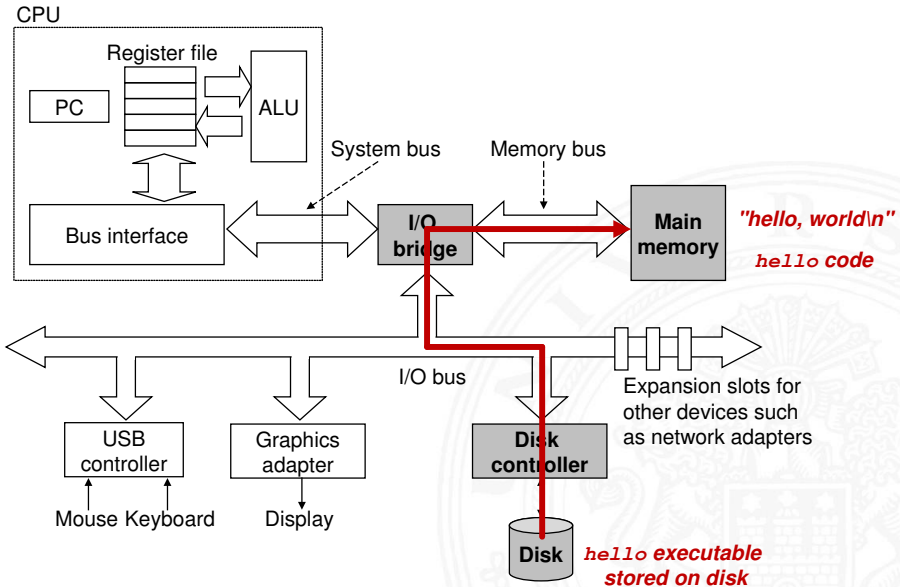 CPU
Register file
PC
ALU
System bus
Memory bus
Bus interface
I/O
bridge
Main
memory
"hello, world\n"
hello code
I/O bus
Expansion slots for
other devices such
as network adapters
USB
controller
Graphics
adapter
Disk
controller
Mouse Keyboard
Display
Disk
hello executable
stored on disk